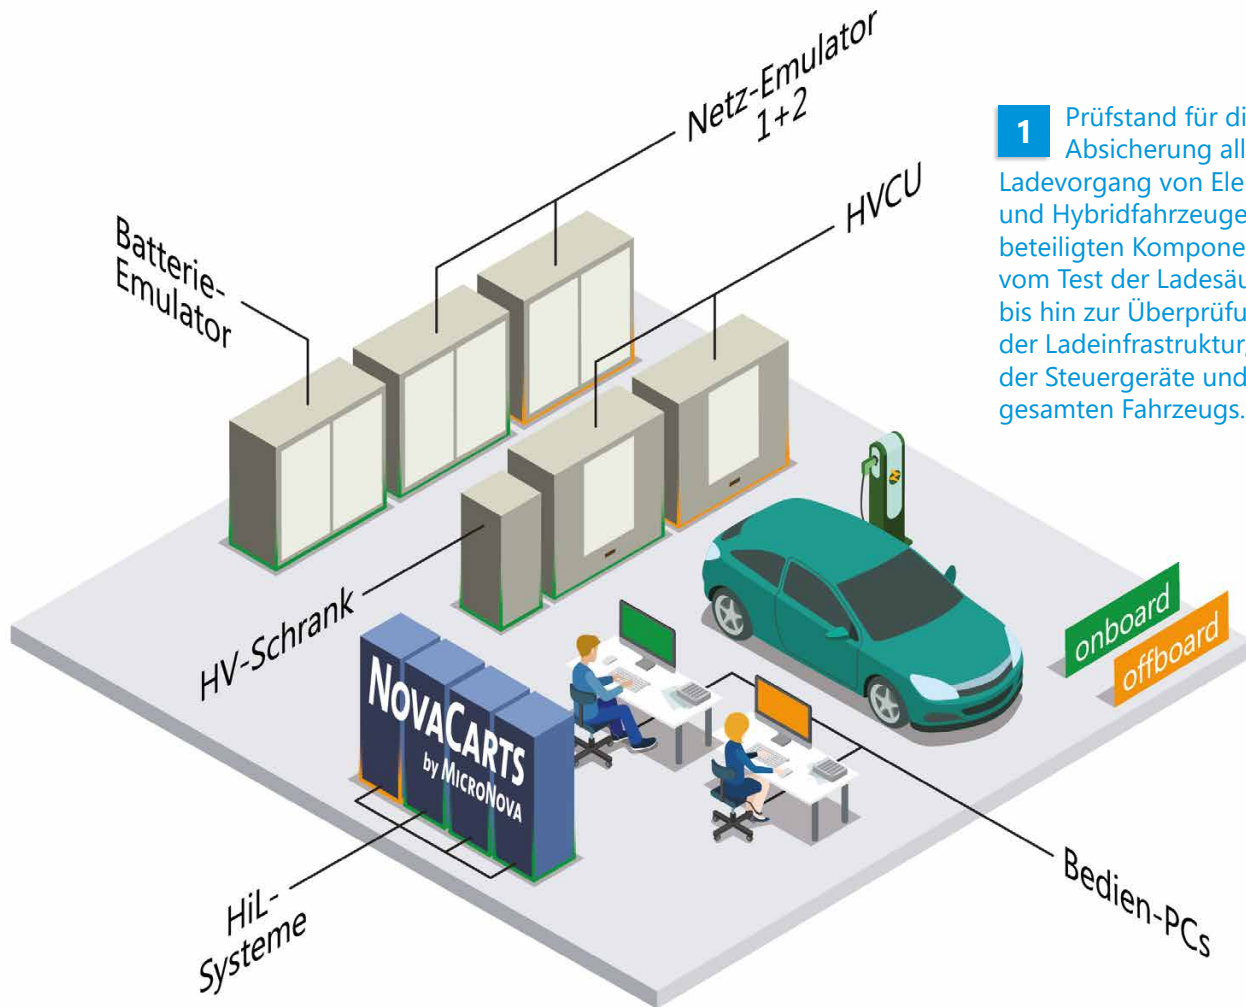 Netz-Emulator
1+2
HVCU
Batterie-
Emulator
1
Prüfstand für di
Absicherung all
Ladevorgang von Ele
und Hybridfahrzeuge
beteiligten Kompone
vom Test der Ladesäu
bis hin zur Überprüfu
der Ladeinfrastruktur,
der Steuergeräte und
gesamten Fahrzeugs.
HV-Schrank
onboard
offboard
NovaCarts
by MicroNova
HiL-
Systeme
Bedien-PCs